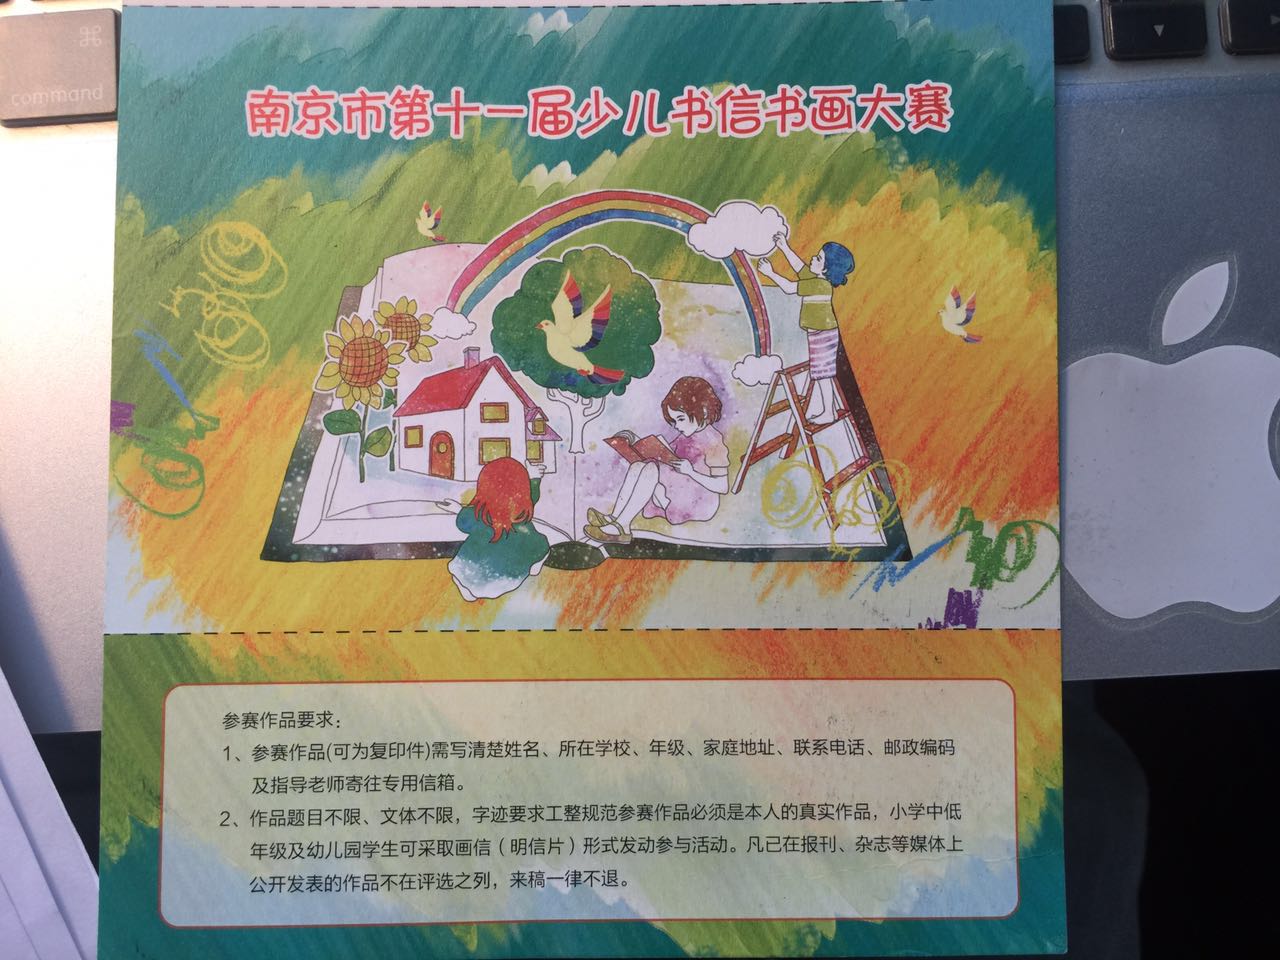 ⌘
command
南京市第十一届少儿书信书画大赛
参赛作品要求：
1、参赛作品(可为复印件)需写清楚姓名、所在学校、年级、家庭地址、联系电话、邮政编码
及指导老师寄往专用信箱。
2、作品题目不限、文体不限，字迹要求工整规范参赛作品必须是本人的真实作品，小学中低
年级及幼儿园学生可采取画信（明信片）形式发动参与活动。凡已在报刊、杂志等媒体上
公开发表的作品不在评选之列，来稿一律不退。